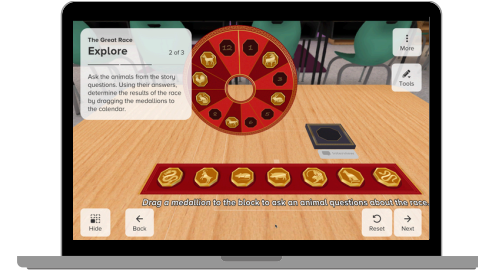 The Great Race
Explore
2 of 3
Ask the animals from the story
questions. Using their answers,
determine the results of the race
by dragging the medallions to
the calendar.
More
Tools
12
1
Drag a medallion to the block to ask an animal questions about the race.
Hide
Back
Reset
Next